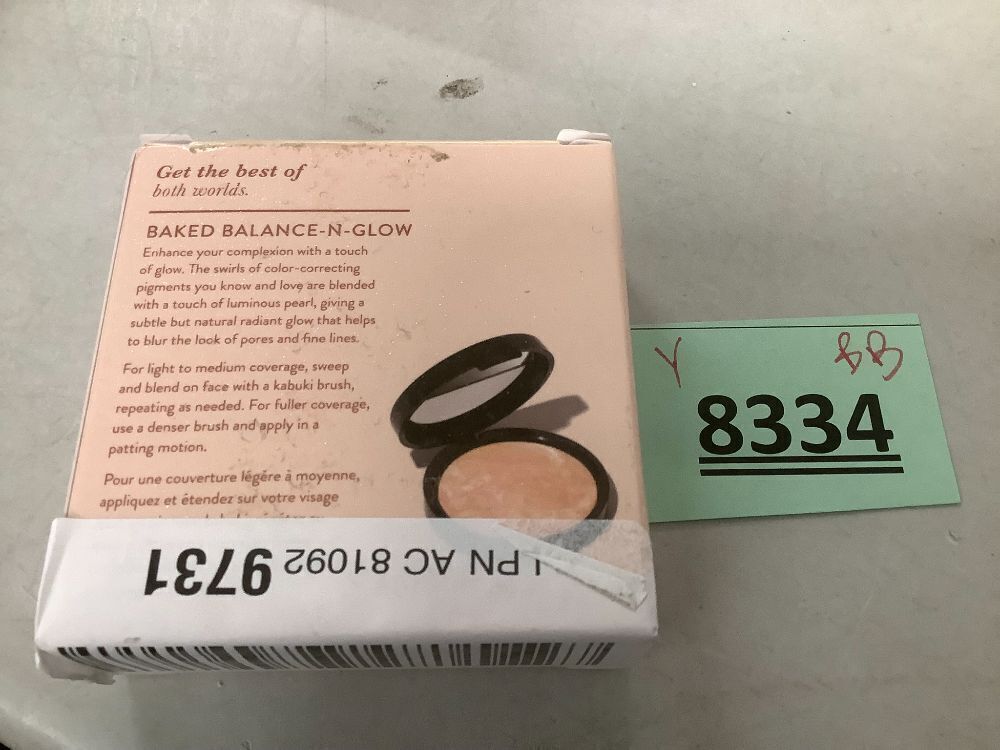 Get the best of
both worlds.
BAKED BALANCE-N-GLOW
Enhance your complexion with a touch
of glow. The swirls of color-correcting
pigments you know and love are blended
with a touch of luminous pearl, giving a
subtle but natural radiant glow that helps
to blur the look of pores and fine lines.
For light to medium coverage, sweep
and blend on face with a kabuki brush,
repeating as needed. For fuller coverage,
use a denser brush and apply in a
patting motion.
Pour une couverture légère à moyenne,
appliquez et étendez sur votre visage
LPN AC 81092 9731
Y BB
8334